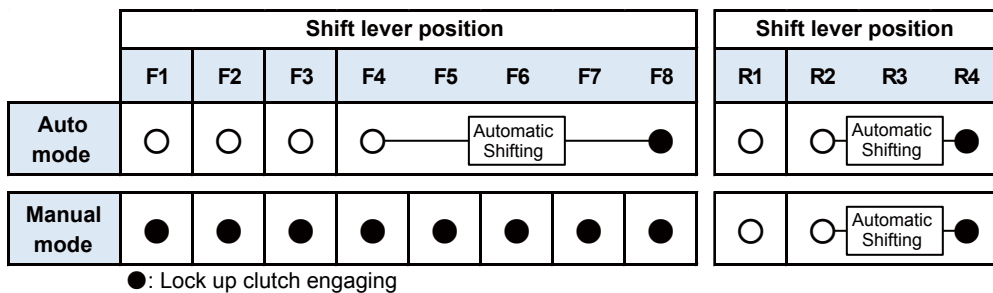 Shift lever position
Shift lever position
F1 F2 F3 F4 F5 F6 F7 F8
R1 R2 R3 R4
Auto
mode
Automatic
Shifting
Automatic
Shifting
Manual
mode
Automatic
Shifting
●: Lock up clutch engaging